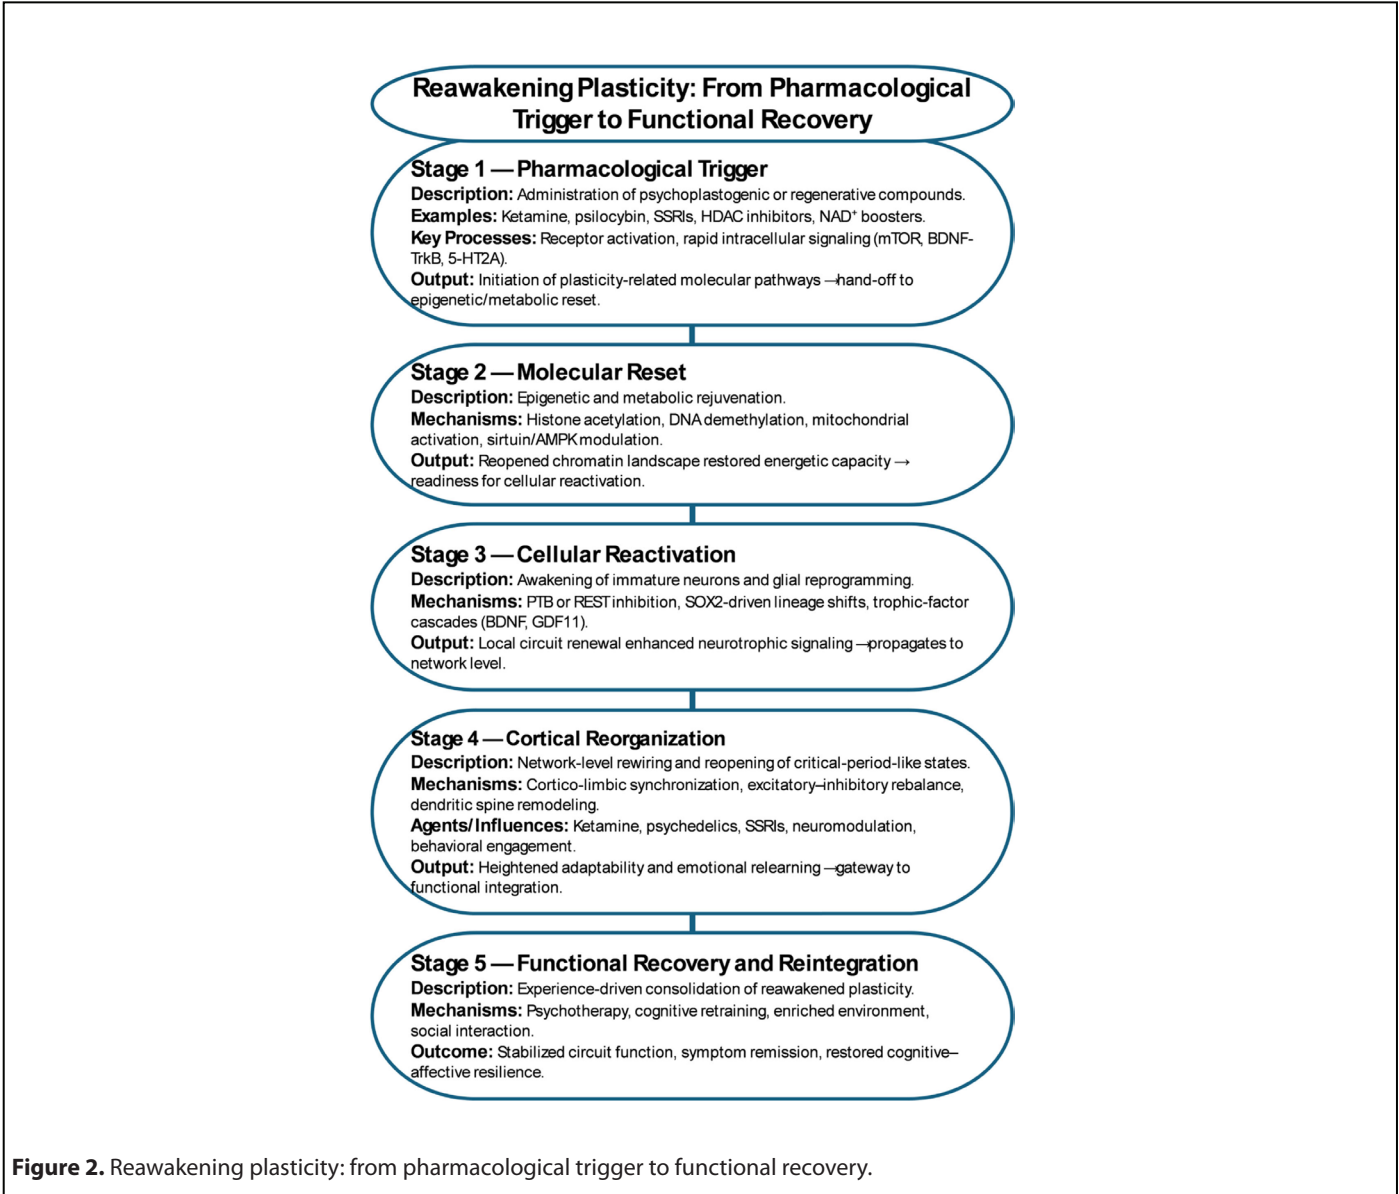 Reawakening Plasticity: From Pharmacological
Trigger to Functional Recovery
Stage 1 — Pharmacological Trigger
Description: Administration of psychoplastogenic or regenerative compounds.
Examples: Ketamine, psilocybin, SSRIs, HDAC inhibitors, NAD⁺ boosters.
Key Processes: Receptor activation, rapid intracellular signaling (mTOR, BDNF-
TrkB, 5-HT2A).
Output: Initiation of plasticity-related molecular pathways →hand-off to
epigenetic/metabolic reset.
Stage 2 — Molecular Reset
Description: Epigenetic and metabolic rejuvenation.
Mechanisms: Histone acetylation, DNA demethylation, mitochondrial
activation, sirtuin/AMPK modulation.
Output: Reopened chromatin landscape restored energetic capacity →
readiness for cellular reactivation.
Stage 3 — Cellular Reactivation
Description: Awakening of immature neurons and glial reprogramming.
Mechanisms: PTB or REST inhibition, SOX2-driven lineage shifts, trophic-factor
cascades (BDNF, GDF11).
Output: Local circuit renewal enhanced neurotrophic signaling →propagates to
network level.
Stage 4 — Cortical Reorganization
Description: Network-level rewiring and reopening of critical-period-like states.
Mechanisms: Cortico-limbic synchronization, excitatory–inhibitory rebalance,
dendritic spine remodeling.
Agents/Influences: Ketamine, psychedelics, SSRIs, neuromodulation,
behavioral engagement.
Output: Heightened adaptability and emotional relearning →gateway to
functional integration.
Stage 5 — Functional Recovery and Reintegration
Description: Experience-driven consolidation of reawakened plasticity.
Mechanisms: Psychotherapy, cognitive retraining, enriched environment,
social interaction.
Outcome: Stabilized circuit function, symptom remission, restored cognitive–
affective resilience.
Figure 2. Reawakening plasticity: from pharmacological trigger to functional recovery.